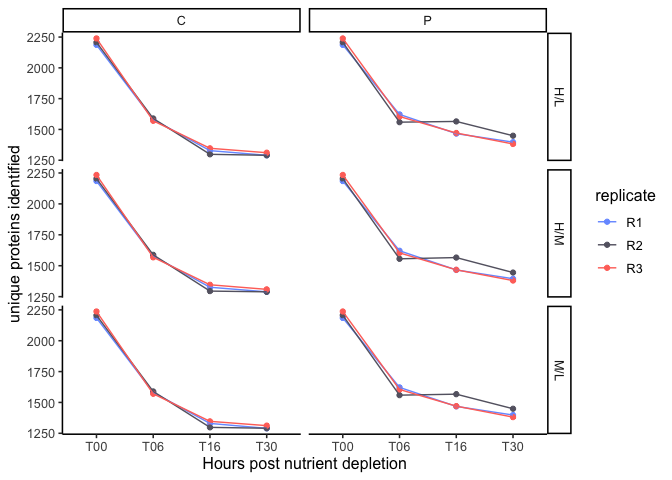 C P
2250
2000
1750
1500
1250
H/L
2250
2000
1750
1500
1250
H/M
2250
2000
1750
1500
1250
M/L
unique proteins identified
T00 T06 T16 T30 T00 T06 T16 T30
Hours post nutrient depletion
replicate
R1
R2
R3